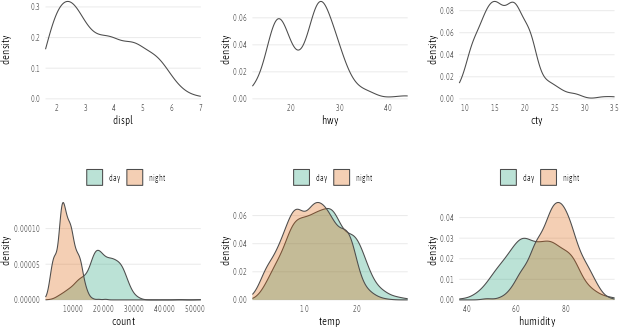 density
0.3
0.2
0.1
0.0
2 3 4 5 6 7
displ
density
0.06
0.04
0.02
0.00
20 30 40
hwy
density
0.08
0.06
0.04
0.02
0.00
10 15 20 25 30 35
cty
day night
density
0.00010
0.00005
0.00000
10000 20000 30000 40000 50000
count
day night
density
0.06
0.04
0.02
0.00
10 20
temp
day night
density
0.04
0.03
0.02
0.01
0.00
40 60 80
humidity